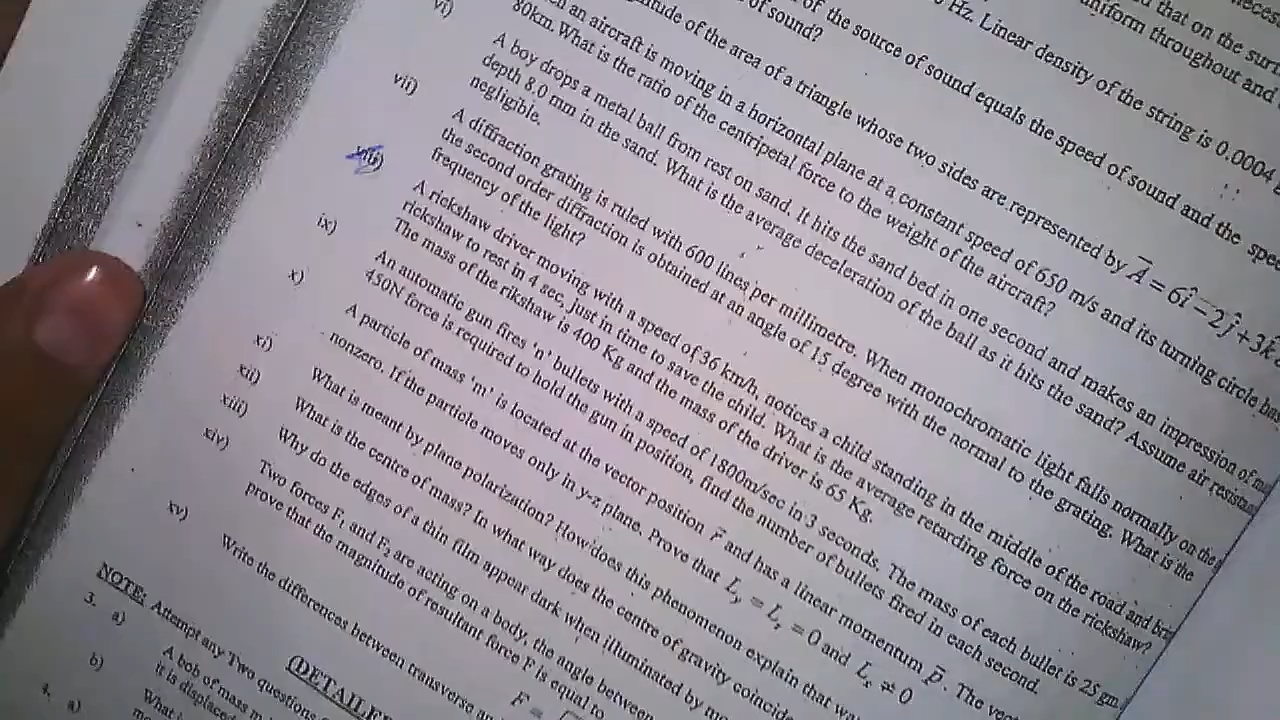 necess
d that on the surf
uniform throughout and
Hz. Linear density of the string is 0.0004
of the source of sound equals the speed of sound and the spee
of sound?
tude of the area of a triangle whose two sides are represented by A = 6i - 2j + 3k
vi)
an aircraft is moving in a horizontal plane at a constant speed of 650 m/s and its turning circle ha
80km. What is the ratio of the centripetal force to the weight of the aircraft?
vii) A boy drops a metal ball from rest on sand. It hits the sand bed in one second and makes an impression of m
depth 8.0 mm in the sand. What is the average deceleration of the ball as it hits the sand? Assume air resistan
negligible.
viii) A diffraction grating is ruled with 600 lines per millimetre. When monochromatic light falls normally on the
the second order diffraction is obtained at an angle of 15 degree with the normal to the grating. What is the
frequency of the light?
ix) A rickshaw driver moving with a speed of 36 km/h, notices a child standing in the middle of the road and bri
rickshaw to rest in 4 sec, just in time to save the child. What is the average retarding force on the rickshaw?
The mass of the rikshaw is 400 Kg and the mass of the driver is 65 Kg.
x) An automatic gun fires 'n' bullets with a speed of 1800m/sec in 3 seconds. The mass of each bullet is 25 gm.
450N force is required to hold the gun in position, find the number of bullets fired in each second.
xi) A particle of mass 'm' is located at the vector position r and has a linear momentum p. The vect
nonzero. If the particle moves only in y-z, plane. Prove that Ly = Lz = 0 and Lx ≠ 0
xii) What is meant by plane polarization? How does this phenomenon explain that wa
xiii) What is the centre of mass? In what way does the centre of gravity coincide
xiv) Why do the edges of a thin film appear dark when illuminated by mo
Two forces F1 and F2 are acting on a body, the angle between
prove that the magnitude of resultant force F is equal to
F =
xv) Write the differences between transverse an
(DETAILE
NOTE: Attempt any Two questions
3. a) A bob of mass m
it is displaced
b) What i
4. a)